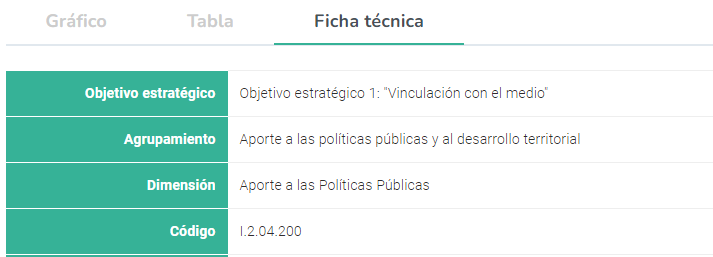 Gráfico Tabla Ficha técnica
Objetivo estratégico Objetivo estratégico 1: "Vinculación con el medio"
Agrupamiento Aporte a las políticas públicas y al desarrollo territorial
Dimensión Aporte a las Políticas Públicas
Código I.2.04.200